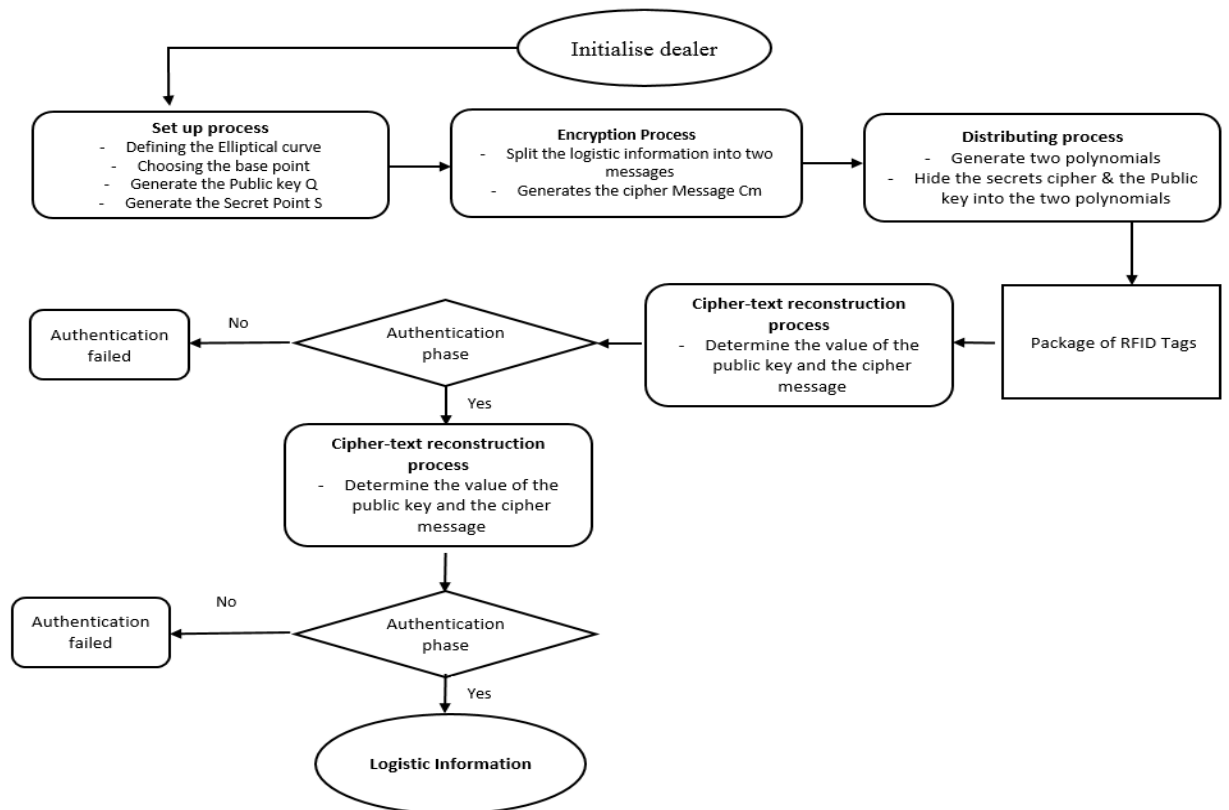 Initialise dealer
Set up process
- Defining the Elliptical curve
- Choosing the base point
- Generate the Public key Q
- Generate the Secret Point S
Encryption Process
- Split the logistic information into two
messages
- Generates the cipher Message Cm
Distributing process
- Generate two polynomials
- Hide the secrets cipher & the Public
key into the two polynomials
Package of RFID Tags
Cipher-text reconstruction
process
- Determine the value of the
public key and the cipher
message
Authentication
phase
No
Authentication
failed
Yes
Cipher-text reconstruction
process
- Determine the value of the
public key and the cipher
message
Authentication
phase
No
Authentication
failed
Yes
Logistic Information